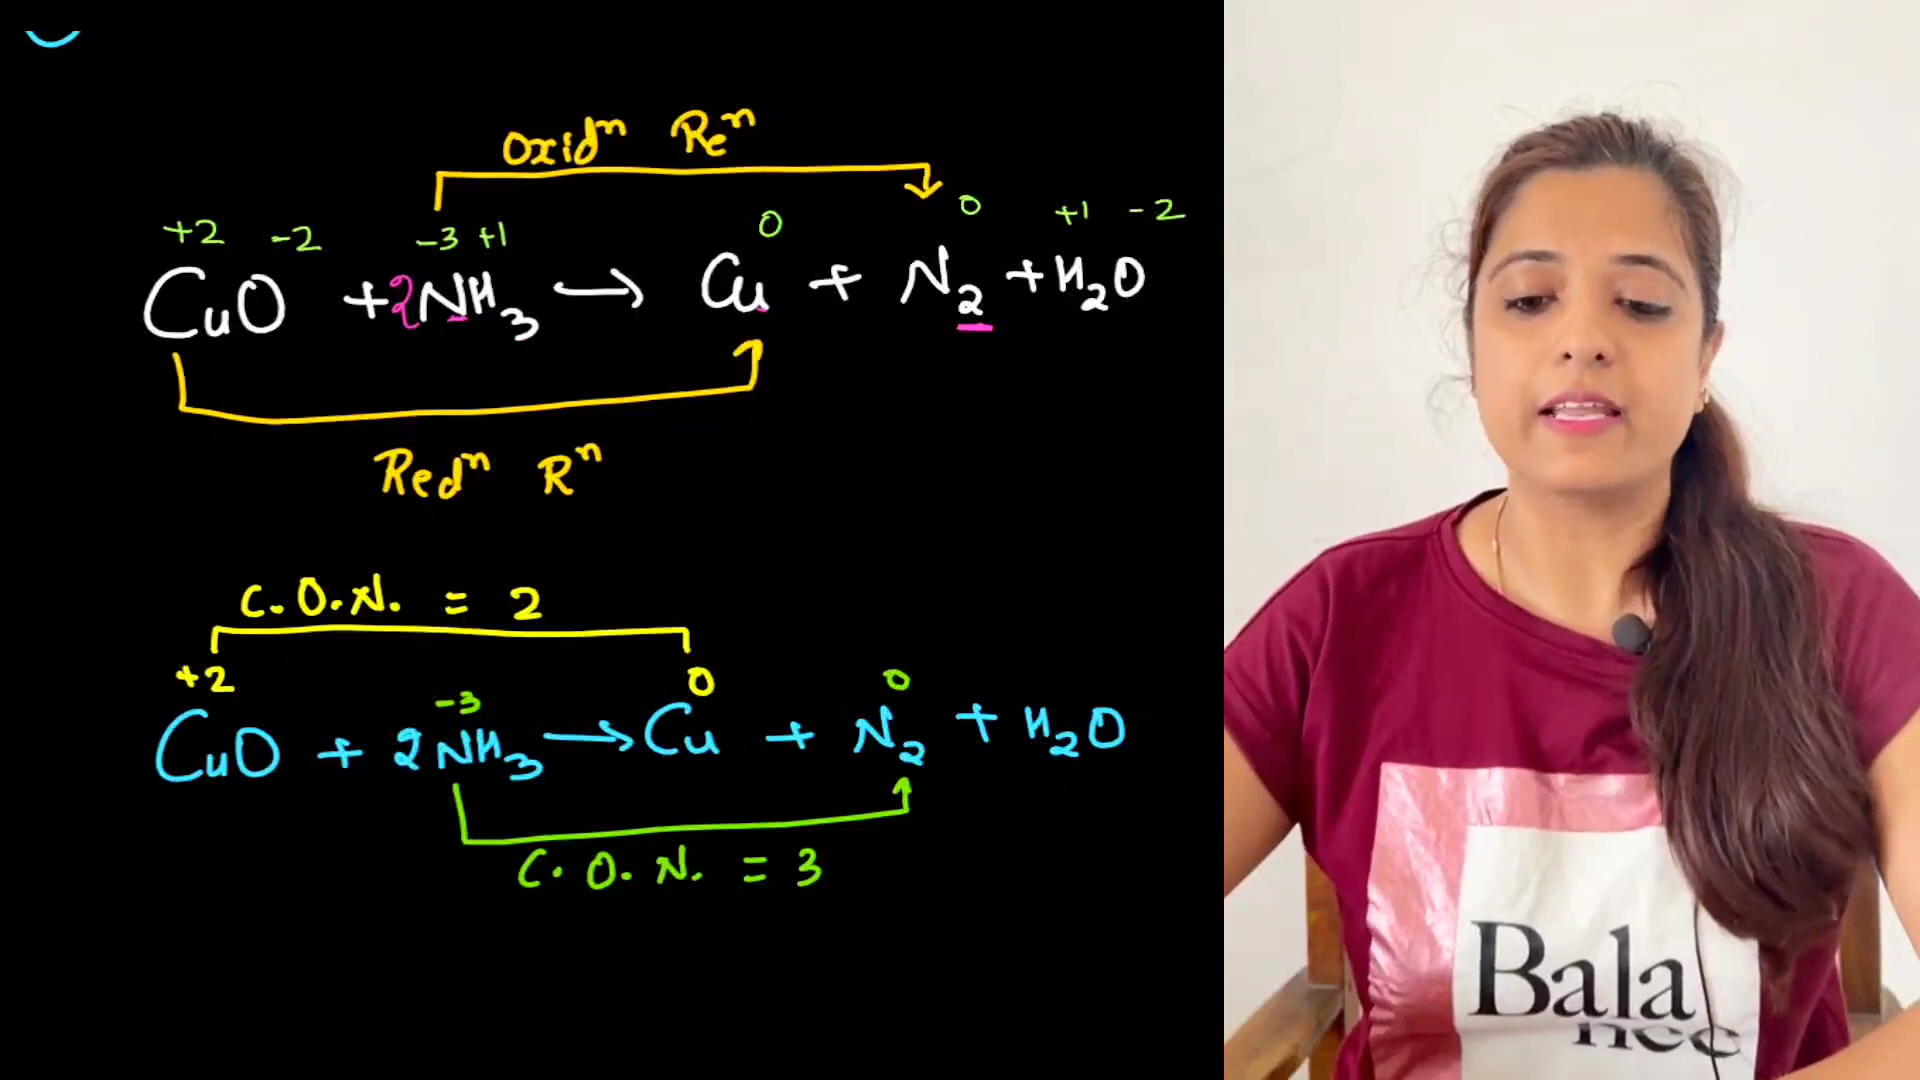 Oxidⁿ Reⁿ
+2 -2 -3 +1 0 0 +1 -2
CuO + 2NH₃ → Cu + N₂ + H₂O
Redⁿ Rⁿ
C.O.N. = 2
+2 -3 0 0
CuO + 2NH₃ → Cu + N₂ + H₂O
C.O.N. = 3
Bala
nce